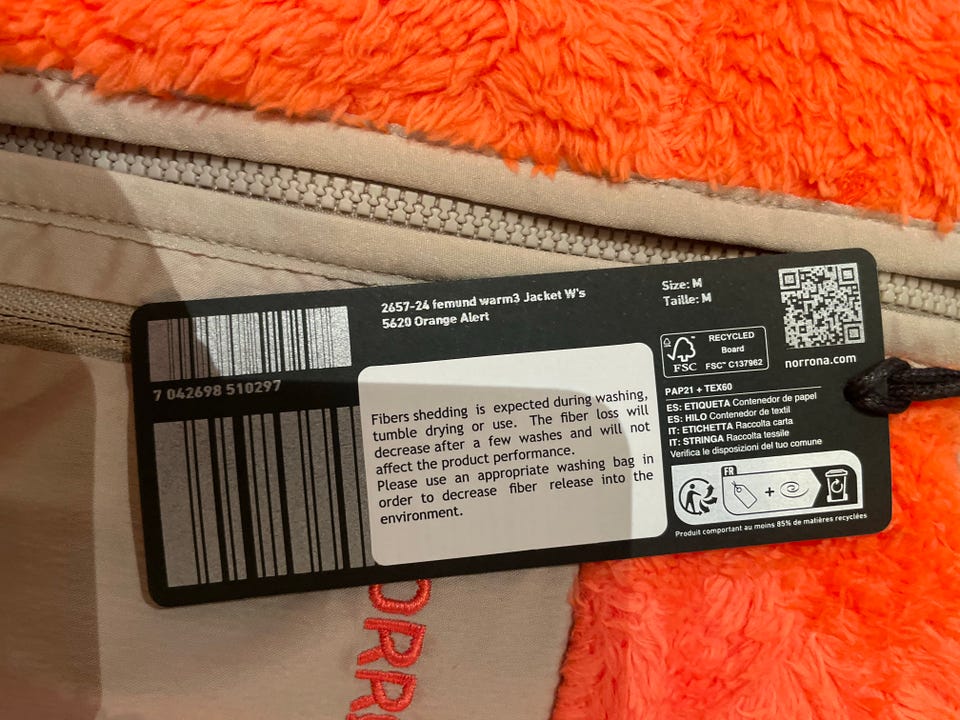 2657-24 femund warm3 Jacket W's
5620 Orange Alert
Size: M
Taille: M
7 042698 510297
FSC
RECYCLED
Board
FSC™ C137962
norrona.com
Fibers shedding is expected during washing,
tumble drying or use. The fiber loss will
decrease after a few washes and will not
affect the product performance.
Please use an appropriate washing bag in
order to decrease fiber release into the
environment.
PAP21 + TEX60
ES: ETIQUETA Contenedor de papel
ES: HILO Contenedor de textil
IT: ETICHETTA Raccolta carta
IT: STRINGA Raccolta tessile
Verifica le disposizioni del tuo comune
FR
+
Produit comportant au moins 85% de matières recyclées
ORR